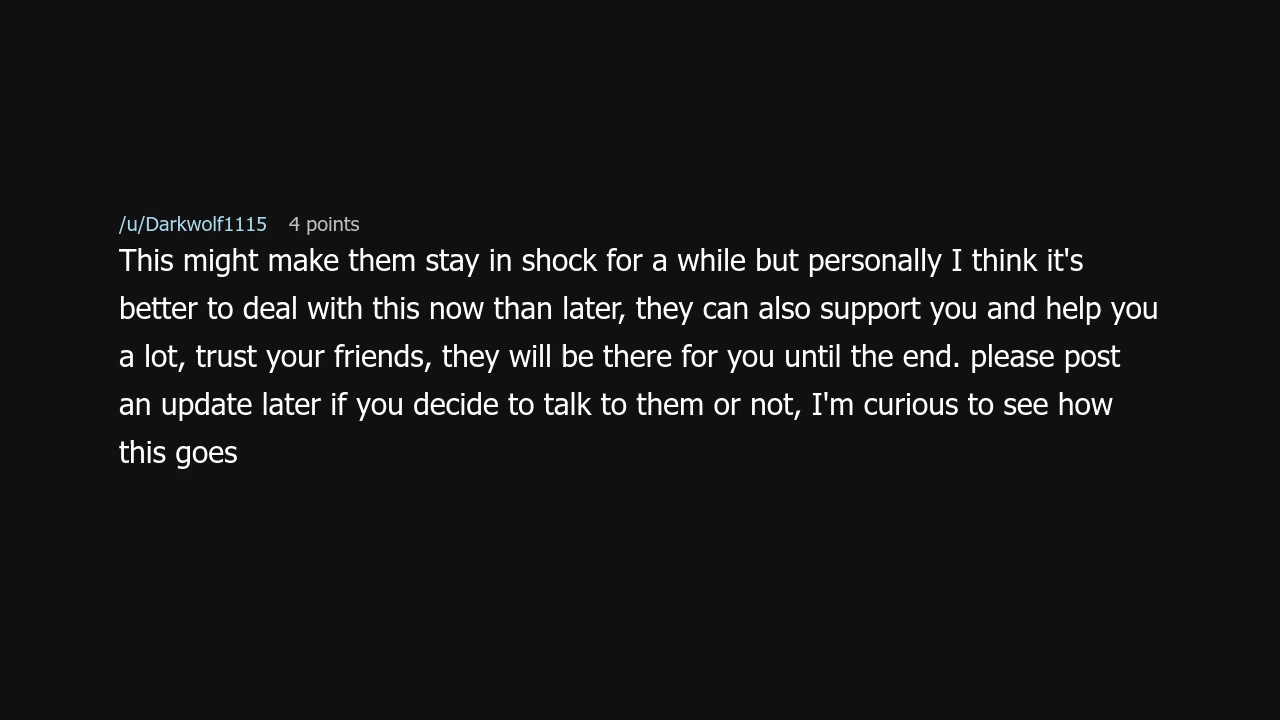 /u/Darkwolf1115 4 points
This might make them stay in shock for a while but personally I think it's
better to deal with this now than later, they can also support you and help you
a lot, trust your friends, they will be there for you until the end. please post
an update later if you decide to talk to them or not, I'm curious to see how
this goes